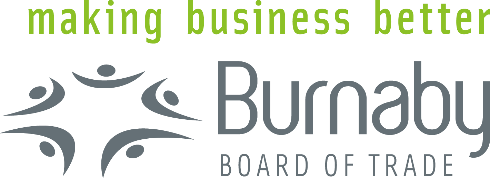 making business better
Burnaby
BOARD OF TRADE